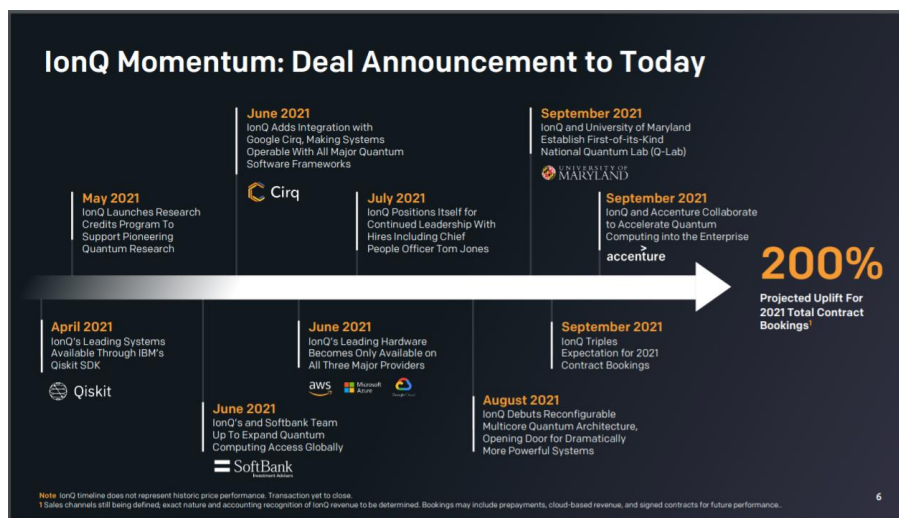 IonQ Momentum: Deal Announcement to Today
June 2021
IonQ Adds Integration with
Google Cirq, Making Systems
Operable With All Major Quantum
Software Frameworks
Cirq
September 2021
IonQ and University of Maryland
Establish First-of-its-Kind
National Quantum Lab (Q-Lab)
UNIVERSITY OF
MARYLAND
May 2021
IonQ Launches Research
Credits Program To
Support Pioneering
Quantum Research
July 2021
IonQ Positions Itself for
Continued Leadership With
Hires Including Chief
People Officer Tom Jones
September 2021
IonQ and Accenture Collaborate
to Accelerate Quantum
Computing into the Enterprise
>
accenture
200%
Projected Uplift For
2021 Total Contract
Bookings¹
April 2021
IonQ's Leading Systems
Available Through IBM's
Qiskit SDK
Qiskit
June 2021
IonQ's Leading Hardware
Becomes Only Available on
All Three Major Providers
aws
Microsoft
Azure
Google Cloud
September 2021
IonQ Triples
Expectation for 2021
Contract Bookings
June 2021
IonQ's and Softbank Team
Up To Expand Quantum
Computing Access Globally
SoftBank
Investment Advisers
August 2021
IonQ Debuts Reconfigurable
Multicore Quantum Architecture,
Opening Door for Dramatically
More Powerful Systems
Note IonQ timeline does not represent historic price performance. Transaction yet to close.
1 Sales channels still being defined; exact nature and accounting recognition of IonQ revenue to be determined. Bookings may include prepayments, cloud-based revenue, and signed contracts for future performance..
6